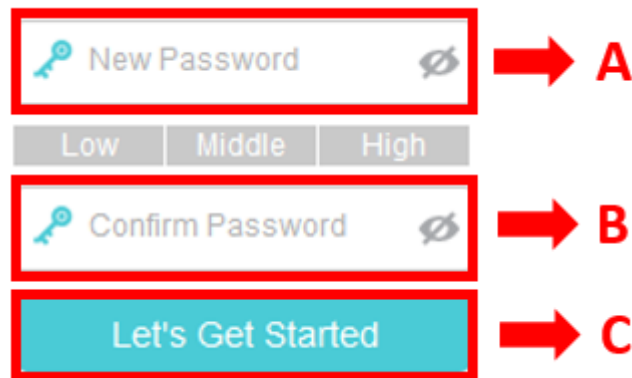 New Password A
Low Middle High
Confirm Password B
Let's Get Started C